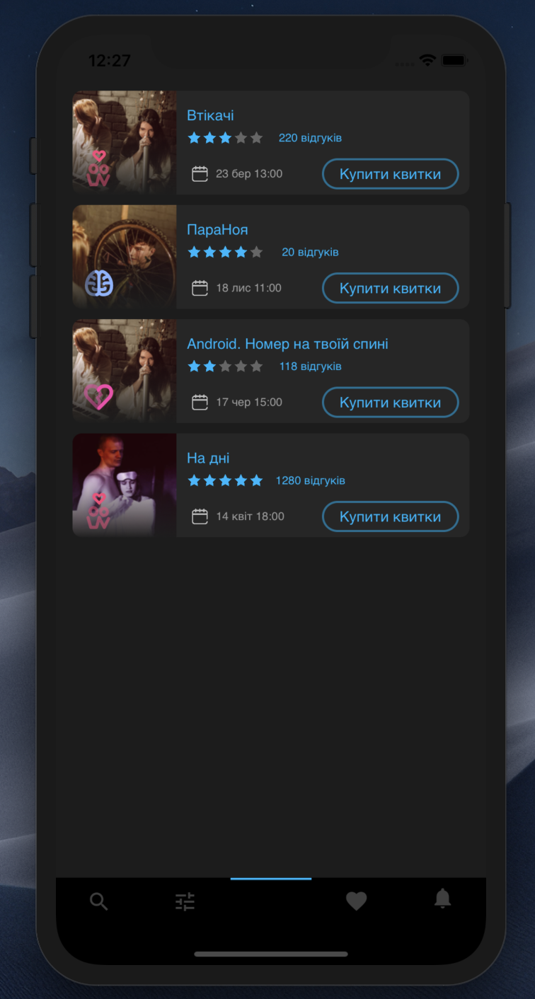 12:27
Втікачі
220 відгуків
23 бер 13:00
Купити квитки
ПараНоя
20 відгуків
18 лис 11:00
Купити квитки
Android. Номер на твоїй спині
118 відгуків
17 чер 15:00
Купити квитки
На дні
1280 відгуків
14 квіт 18:00
Купити квитки